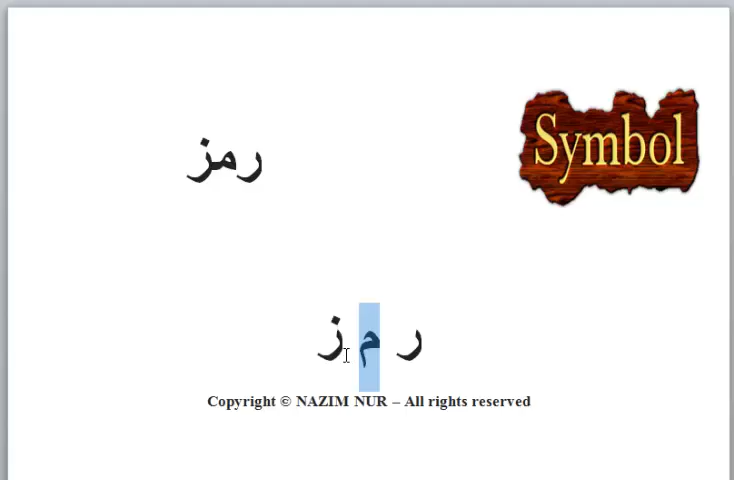 رمز
Symbol
ر م ز
Copyright © NAZIM NUR – All rights reserved